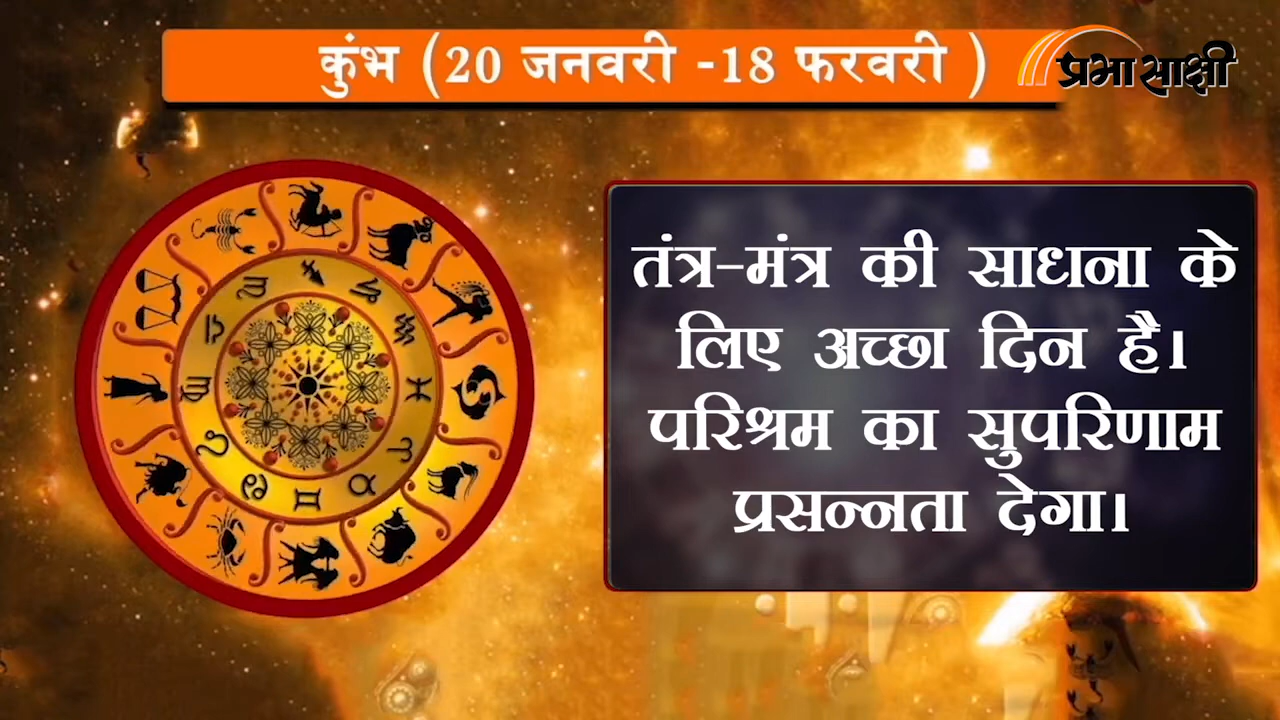 कुंभ (20 जनवरी -18 फरवरी )
प्रभासाक्षी
तंत्र-मंत्र की साधना के
लिए अच्छा दिन है।
परिश्रम का सुपरिणाम
प्रसन्नता देगा।